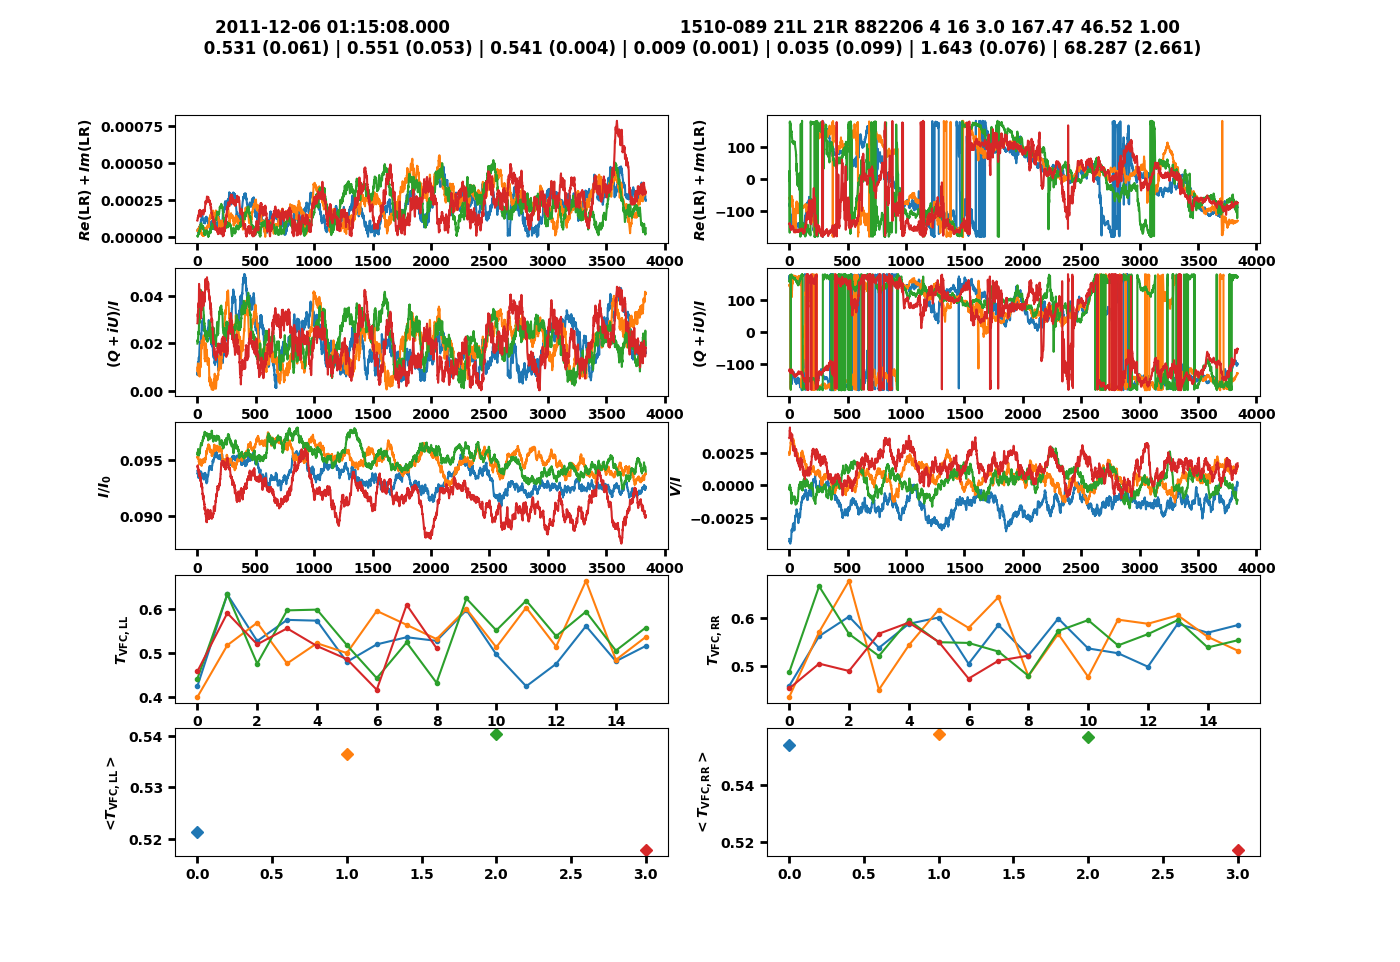 2011-12-06 01:15:08.000 1510-089 21L 21R 882206 4 16 3.0 167.47 46.52 1.00
0.531 (0.061) | 0.551 (0.053) | 0.541 (0.004) | 0.009 (0.001) | 0.035 (0.099) | 1.643 (0.076) | 68.287 (2.661)
Re(LR) + Im(LR)
0.00075
0.00050
0.00025
0.00000
0 500 1000 1500 2000 2500 3000 3500 4000
Re(LR) + Im(LR)
100
0
−100
0 500 1000 1500 2000 2500 3000 3500 4000
(Q + iU)/I
0.04
0.02
0.00
0 500 1000 1500 2000 2500 3000 3500 4000
(Q + iU)/I
100
0
−100
0 500 1000 1500 2000 2500 3000 3500 4000
I/I0
0.095
0.090
0 500 1000 1500 2000 2500 3000 3500 4000
V/I
0.0025
0.0000
−0.0025
0 500 1000 1500 2000 2500 3000 3500 4000
TVFC, LL
0.6
0.5
0.4
0 2 4 6 8 10 12 14
TVFC, RR
0.6
0.5
0 2 4 6 8 10 12 14
<TVFC, LL >
0.54
0.53
0.52
0.0 0.5 1.0 1.5 2.0 2.5 3.0
< TVFC, RR >
0.54
0.52
0.0 0.5 1.0 1.5 2.0 2.5 3.0